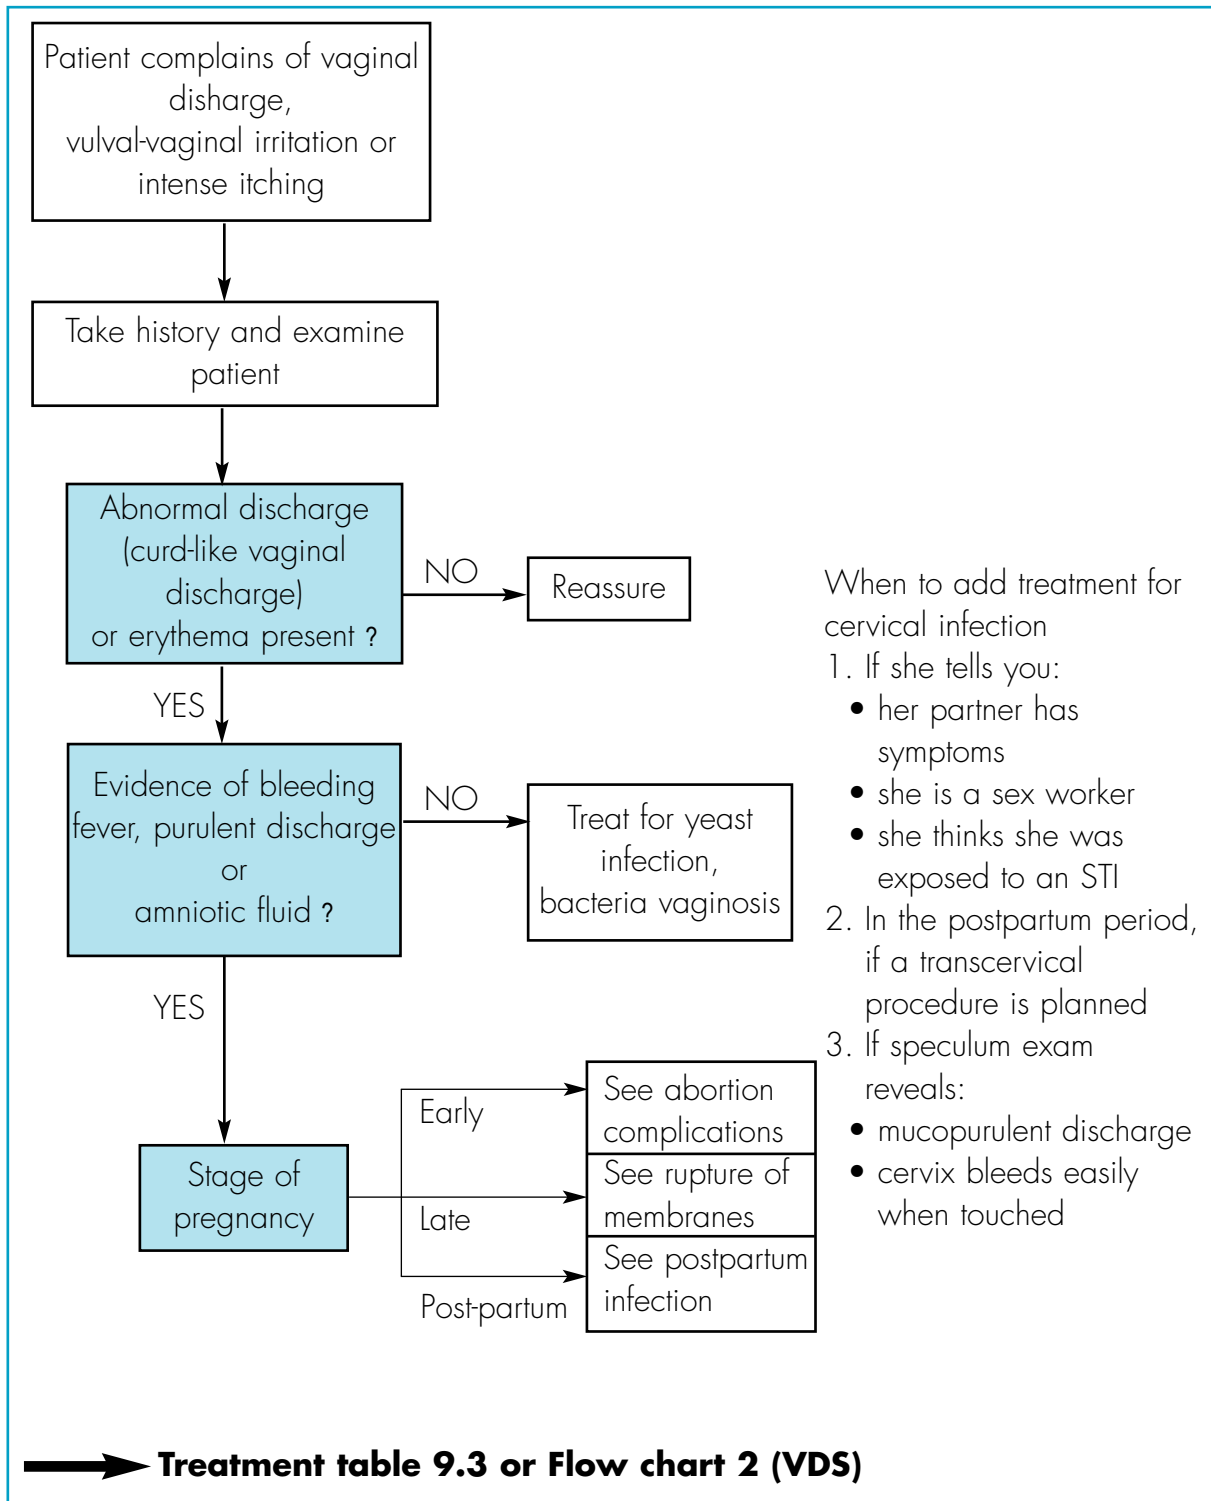 Patient complains of vaginal
disharge,
vulval-vaginal irritation or
intense itching
Take history and examine
patient
Abnormal discharge
(curd-like vaginal
discharge)
or erythema present ?
NO
Reassure
YES
Evidence of bleeding
fever, purulent discharge
or
amniotic fluid ?
NO
Treat for yeast
infection,
bacteria vaginosis
YES
Stage of
pregnancy
Early
See abortion
complications
Late
See rupture of
membranes
Post-partum
See postpartum
infection
When to add treatment for
cervical infection
1. If she tells you:
• her partner has
symptoms
• she is a sex worker
• she thinks she was
exposed to an STI
2. In the postpartum period,
if a transcervical
procedure is planned
3. If speculum exam
reveals:
• mucopurulent discharge
• cervix bleeds easily
when touched
Treatment table 9.3 or Flow chart 2 (VDS)